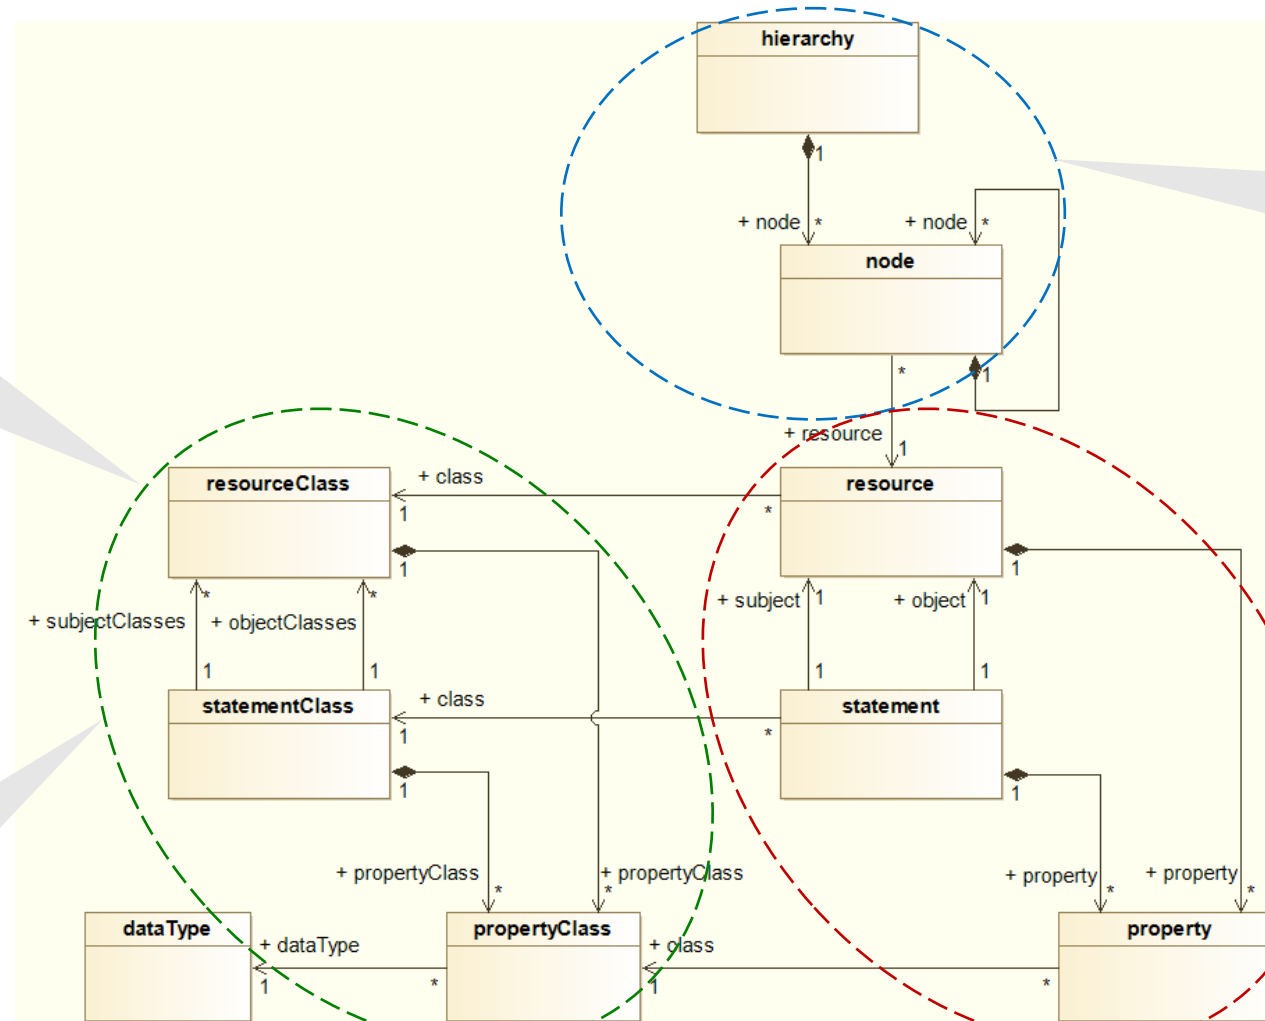 hierarchy
1
+ node *
+ node *
node
*
1
+ resource
1
resourceClass
+ class
1
*
resource
1
1
+ subjectClasses *
+ objectClasses *
+ subject 1
+ object 1
1
1
1
1
statementClass
+ class
1
*
statement
1
1
+ propertyClass *
+ propertyClass *
+ property *
+ property *
dataType
+ dataType
1
*
propertyClass
+ class
1
*
property